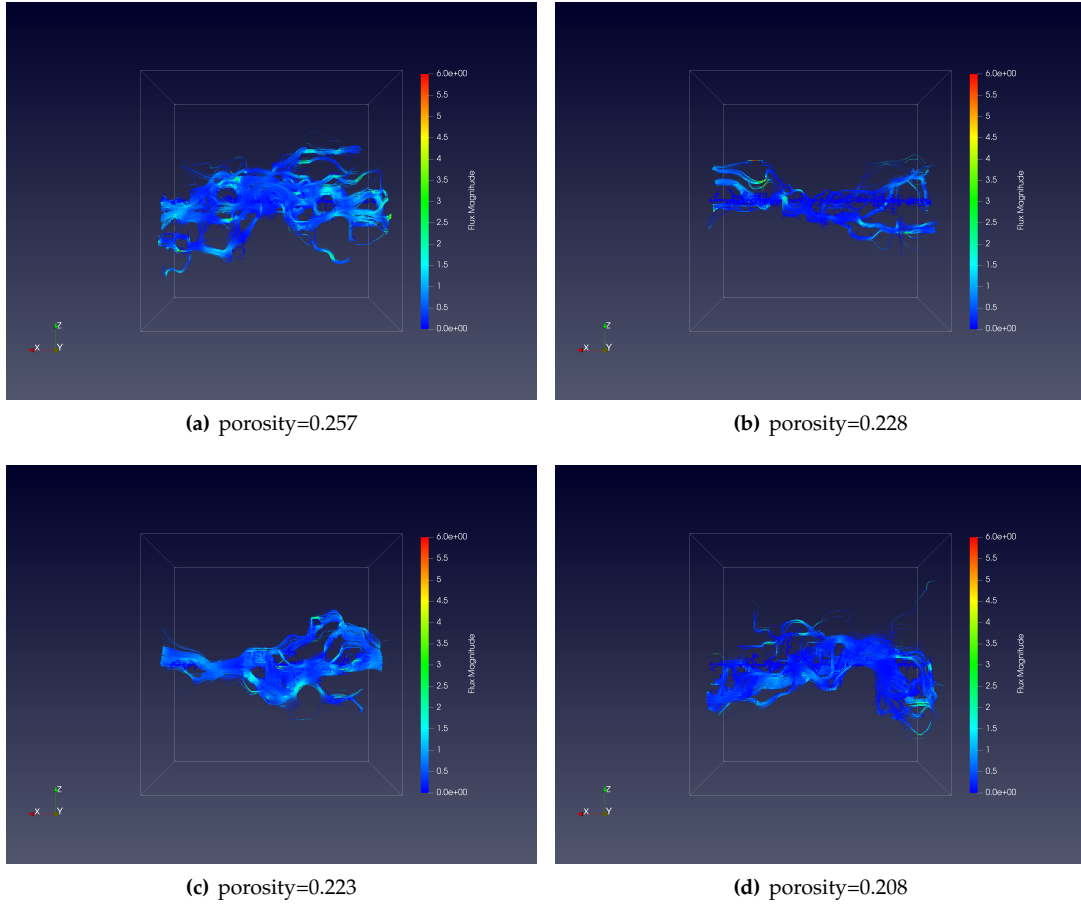 6.0e+00
5.5
5
4.5
4
3.5
3
2.5
2
1.5
1
0.5
0.0e+00
Flux Magnitude
Z
X
Y
(a) porosity=0.257
6.0e+00
5.5
5
4.5
4
3.5
3
2.5
2
1.5
1
0.5
0.0e+00
Flux Magnitude
Z
X
Y
(b) porosity=0.228
6.0e+00
5.5
5
4.5
4
3.5
3
2.5
2
1.5
1
0.5
0.0e+00
Flux Magnitude
Z
X
Y
(c) porosity=0.223
6.0e+00
5.5
5
4.5
4
3.5
3
2.5
2
1.5
1
0.5
0.0e+00
Flux Magnitude
Z
X
Y
(d) porosity=0.208